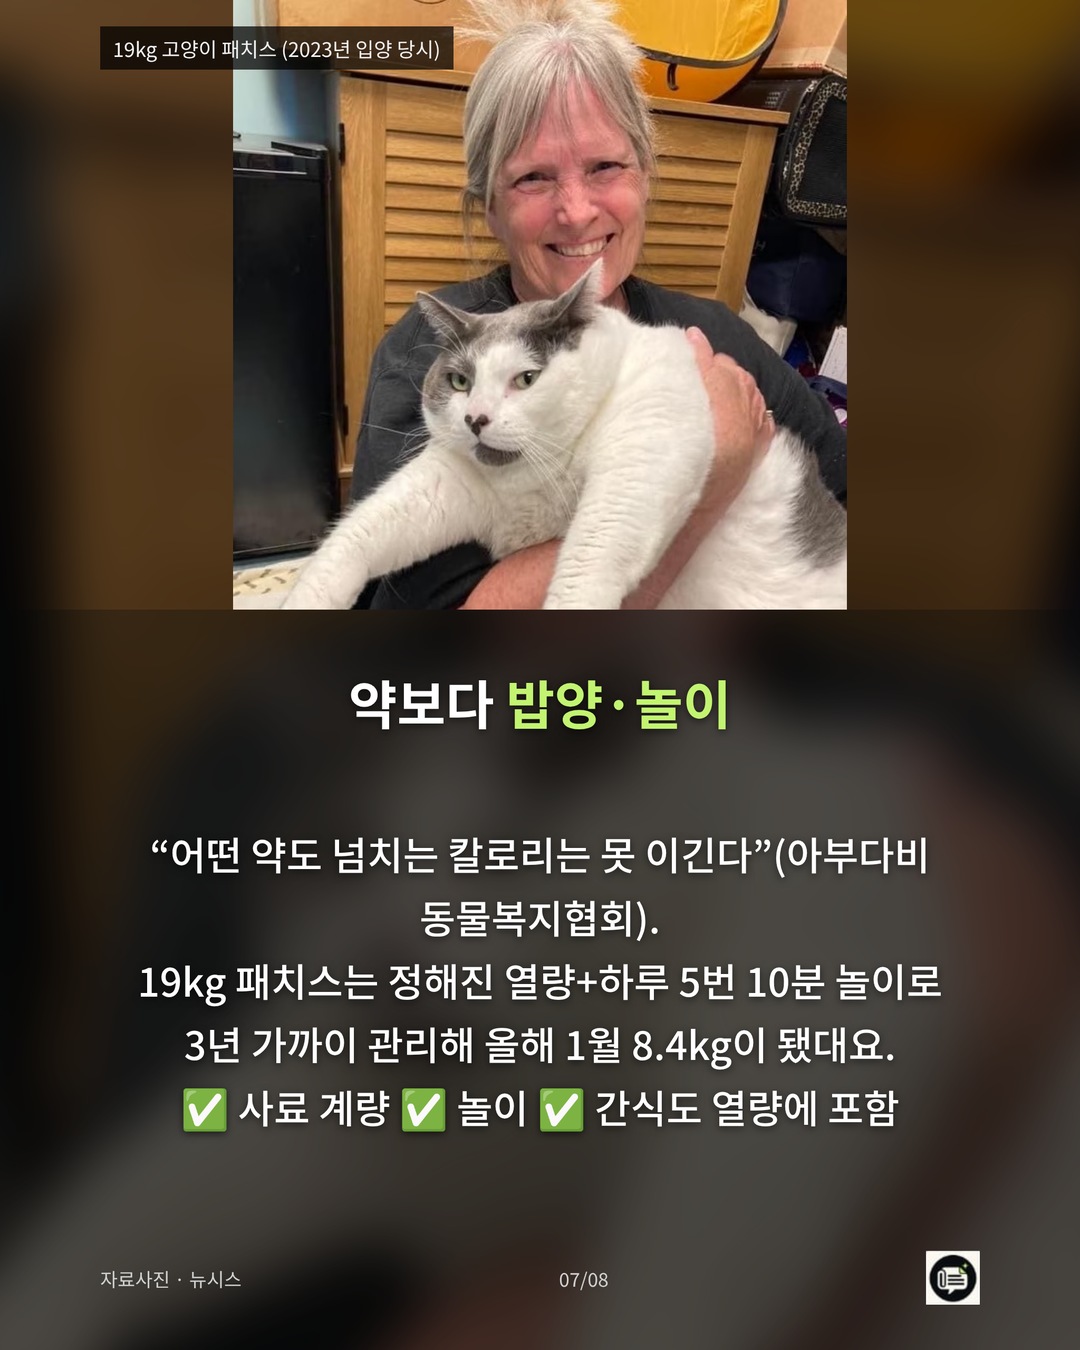 19kg 고양이 패치스 (2023년 입양 당시)
약보다 밥양·놀이
“어떤 약도 넘치는 칼로리는 못 이긴다”(아부다비
동물복지협회).
19kg 패치스는 정해진 열량+하루 5번 10분 놀이로
3년 가까이 관리해 올해 1월 8.4kg이 됐대요.
✅ 사료 계량 ✅ 놀이 ✅ 간식도 열량에 포함
자료사진 · 뉴시스
07/08